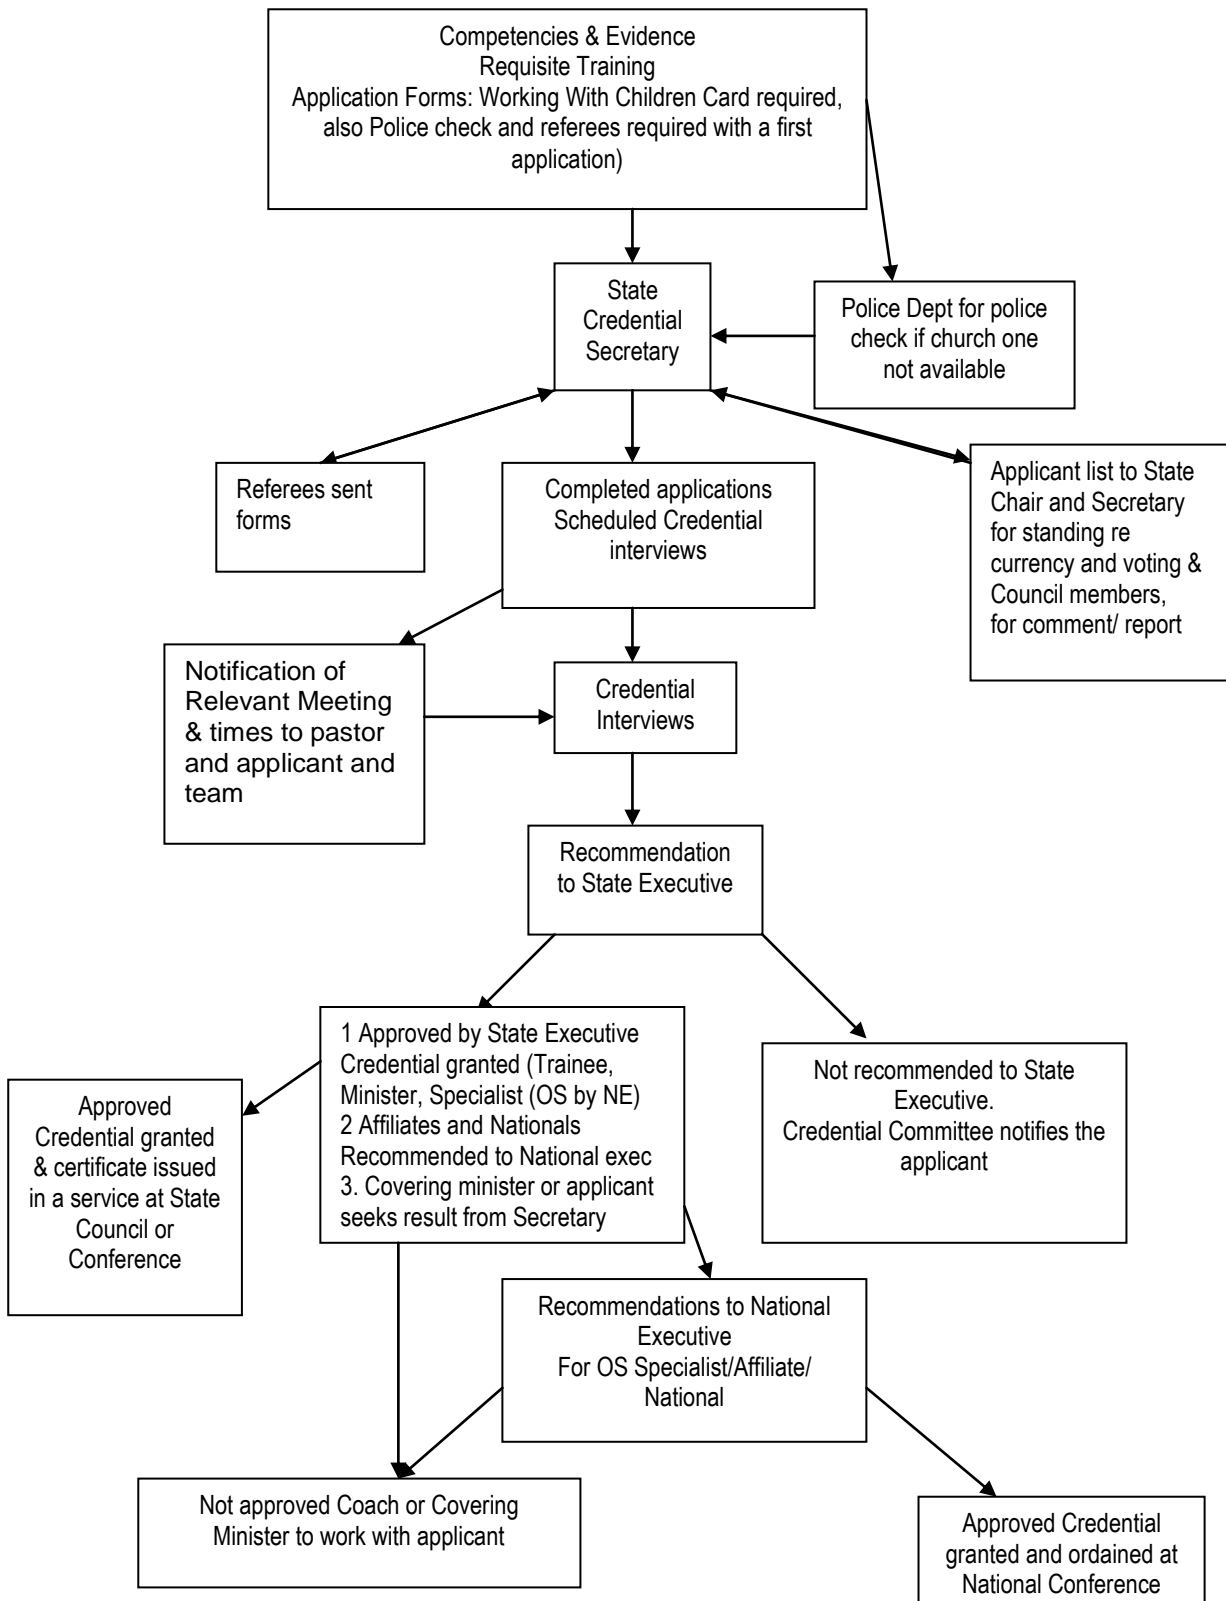 Competencies & Evidence
Requisite Training
Application Forms: Working With Children Card required,
also Police check and referees required with a first
application)
State
Credential
Secretary
Police Dept for police
check if church one
not available
Referees sent
forms
Completed applications
Scheduled Credential
interviews
Applicant list to State
Chair and Secretary
for standing re
currency and voting &
Council members,
for comment/ report
Notification of
Relevant Meeting
& times to pastor
and applicant and
team
Credential
Interviews
Recommendation
to State Executive
1 Approved by State Executive
Credential granted (Trainee,
Minister, Specialist (OS by NE)
2 Affiliates and Nationals
Recommended to National exec
3. Covering minister or applicant
seeks result from Secretary
Not recommended to State
Executive.
Credential Committee notifies the
applicant
Approved
Credential granted
& certificate issued
in a service at State
Council or
Conference
Recommendations to National
Executive
For OS Specialist/Affiliate/
National
Not approved Coach or Covering
Minister to work with applicant
Approved Credential
granted and ordained at
National Conference